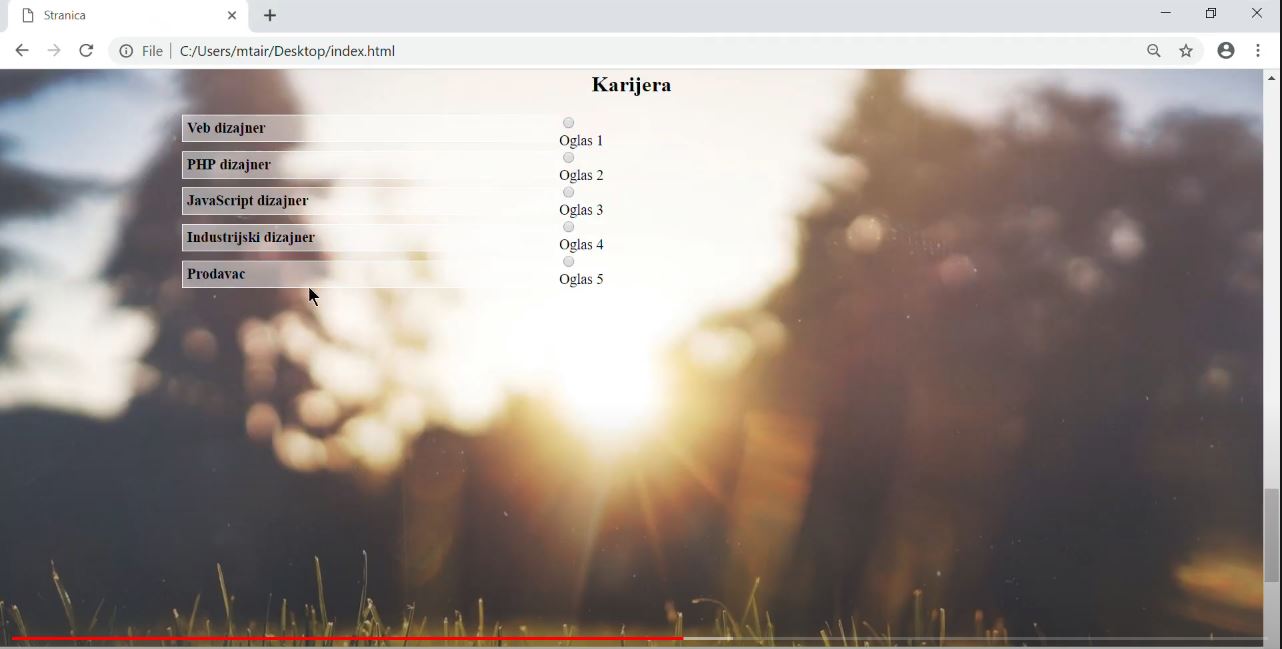 Stranica
File
C:/Users/mtair/Desktop/index.html
Karijera
Veb dizajner
PHP dizajner
JavaScript dizajner
Industrijski dizajner
Prodavac
Oglas 1
Oglas 2
Oglas 3
Oglas 4
Oglas 5